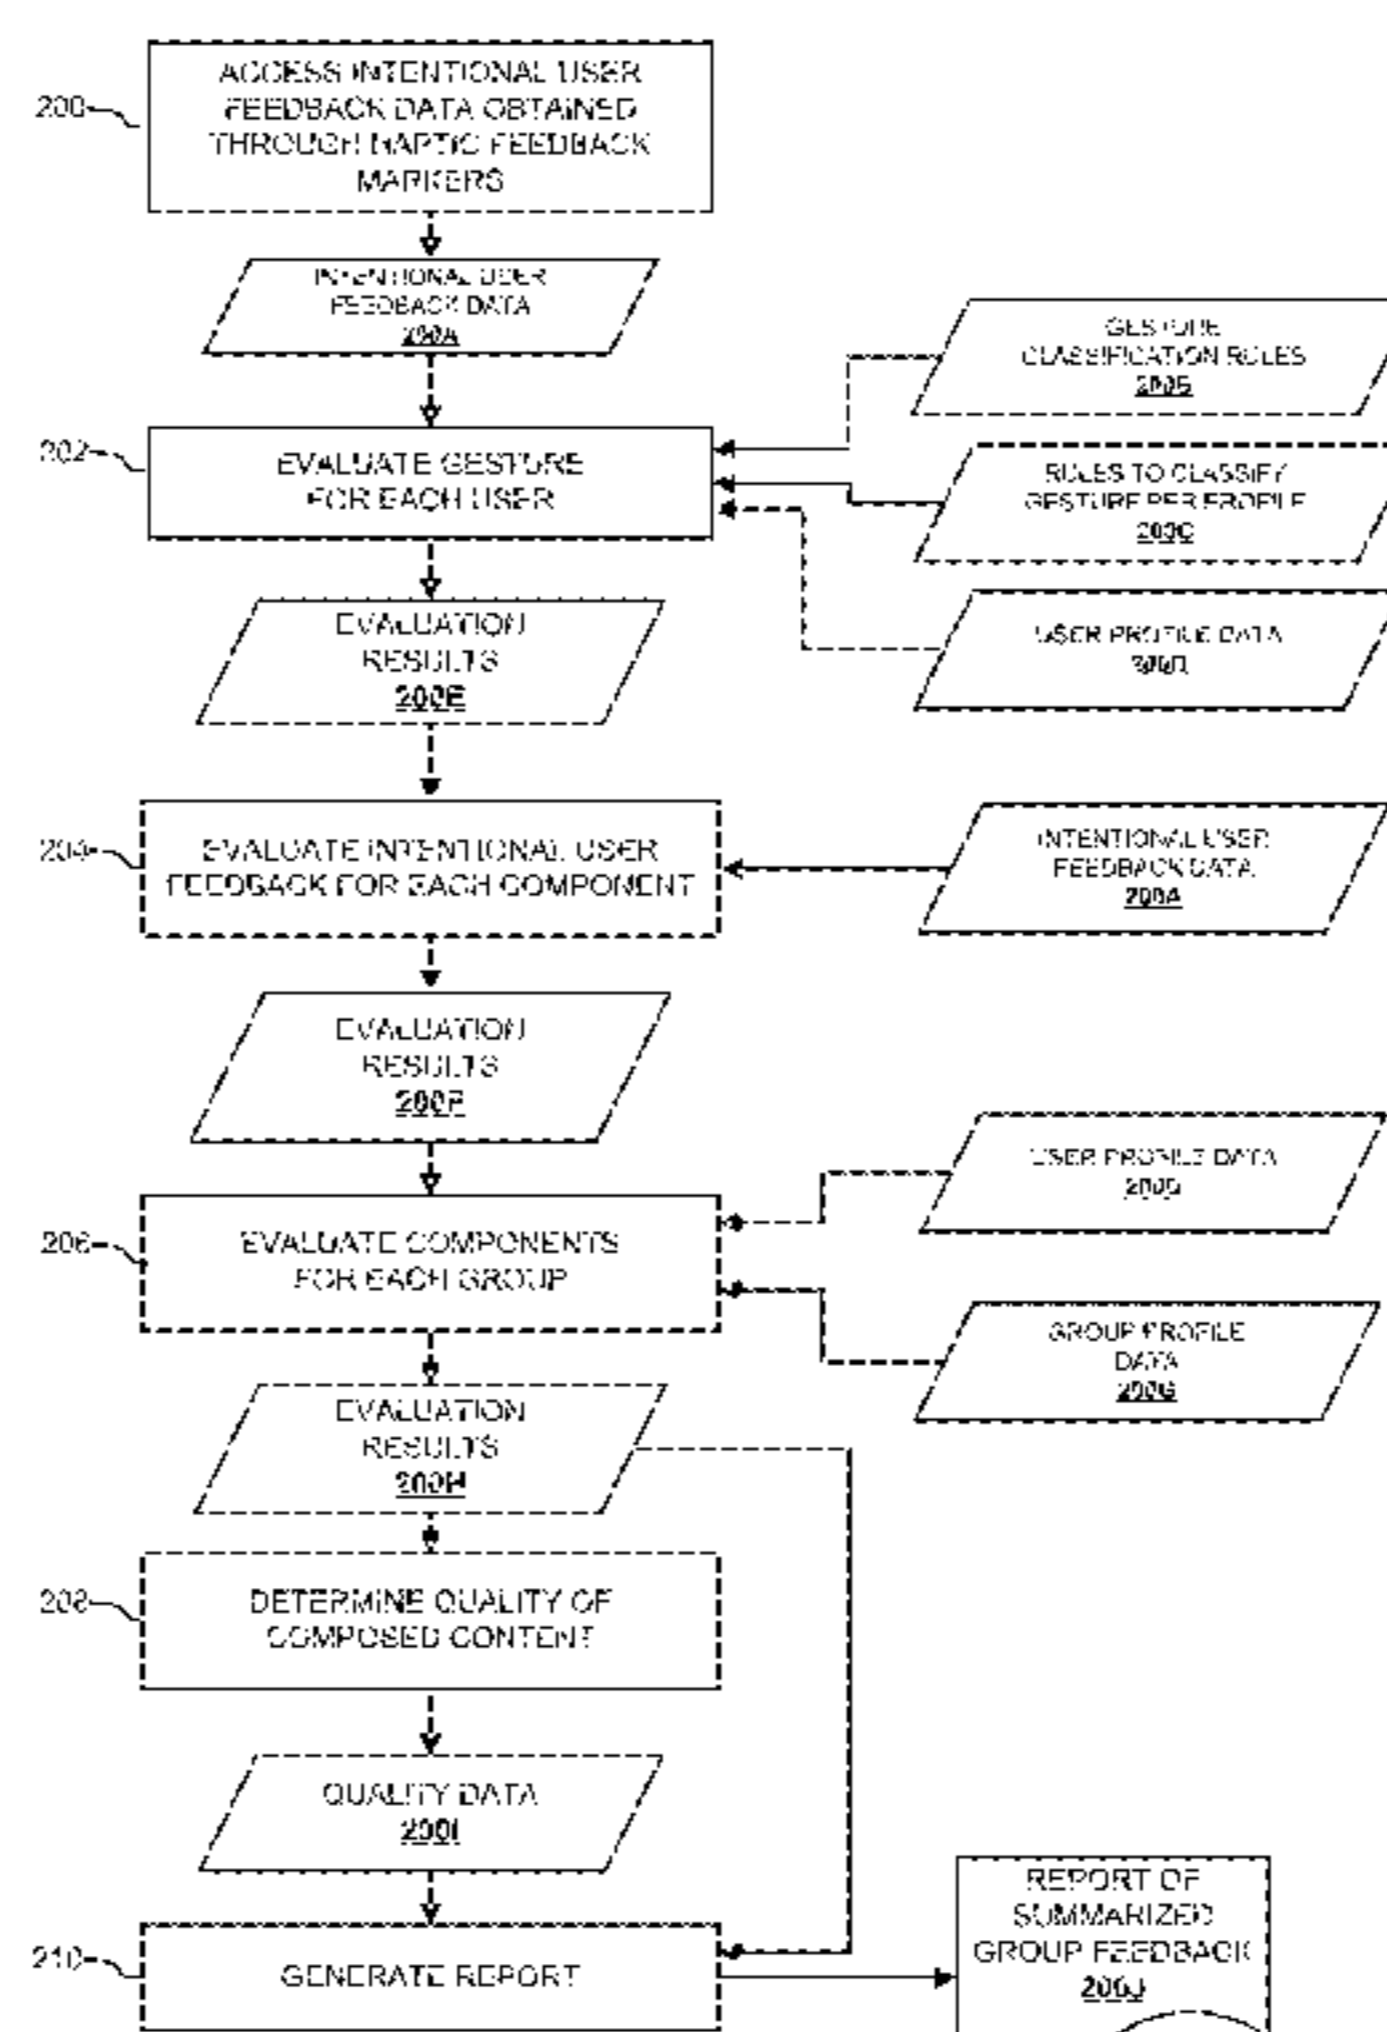 200
ACCESS INTENTIONAL USER
FEEDBACK DATA OBTAINED
THROUGH HAPTIC FEEDBACK
MARKERS
INTENTIONAL USER
FEEDBACK DATA
200A
GESTURE
CLASSIFICATION RULES
200B
202
EVALUATE GESTURE
FOR EACH USER
RULES TO CLASSIFY
GESTURE PER PROFILE
200C
EVALUATION
RESULTS
200E
USER PROFILE DATA
200D
204
EVALUATE INTENTIONAL USER
FEEDBACK FOR EACH COMPONENT
INTENTIONAL USER
FEEDBACK DATA
200A
EVALUATION
RESULTS
200F
USER PROFILE DATA
200D
206
EVALUATE COMPONENTS
FOR EACH GROUP
GROUP PROFILE
DATA
200G
EVALUATION
RESULTS
200H
208
DETERMINE QUALITY OF
COMPOSED CONTENT
QUALITY DATA
200I
210
GENERATE REPORT
REPORT OF
SUMMARIZED
GROUP FEEDBACK
200J